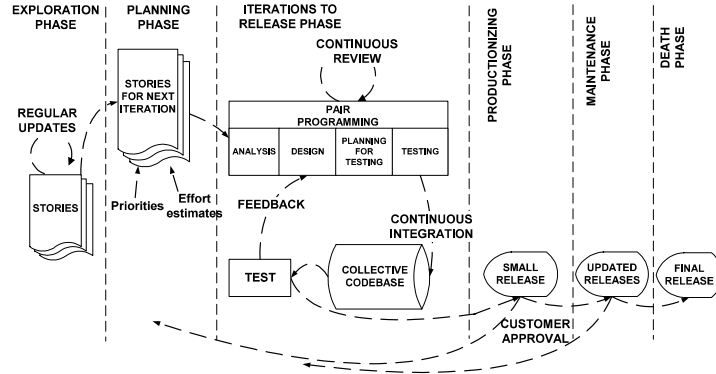 EXPLORATION
PHASE
PLANNING
PHASE
ITERATIONS TO
RELEASE PHASE
PRODUCTIONIZING
PHASE
MAINTENANCE
PHASE
DEATH
PHASE
REGULAR
UPDATES
STORIES
STORIES
FOR NEXT
ITERATION
Priorities
Effort
estimates
CONTINUOUS
REVIEW
PAIR
PROGRAMMING
ANALYSIS
DESIGN
PLANNING
FOR
TESTING
TESTING
FEEDBACK
CONTINUOUS
INTEGRATION
TEST
COLLECTIVE
CODEBASE
SMALL
RELEASE
UPDATED
RELEASES
FINAL
RELEASE
CUSTOMER
APPROVAL